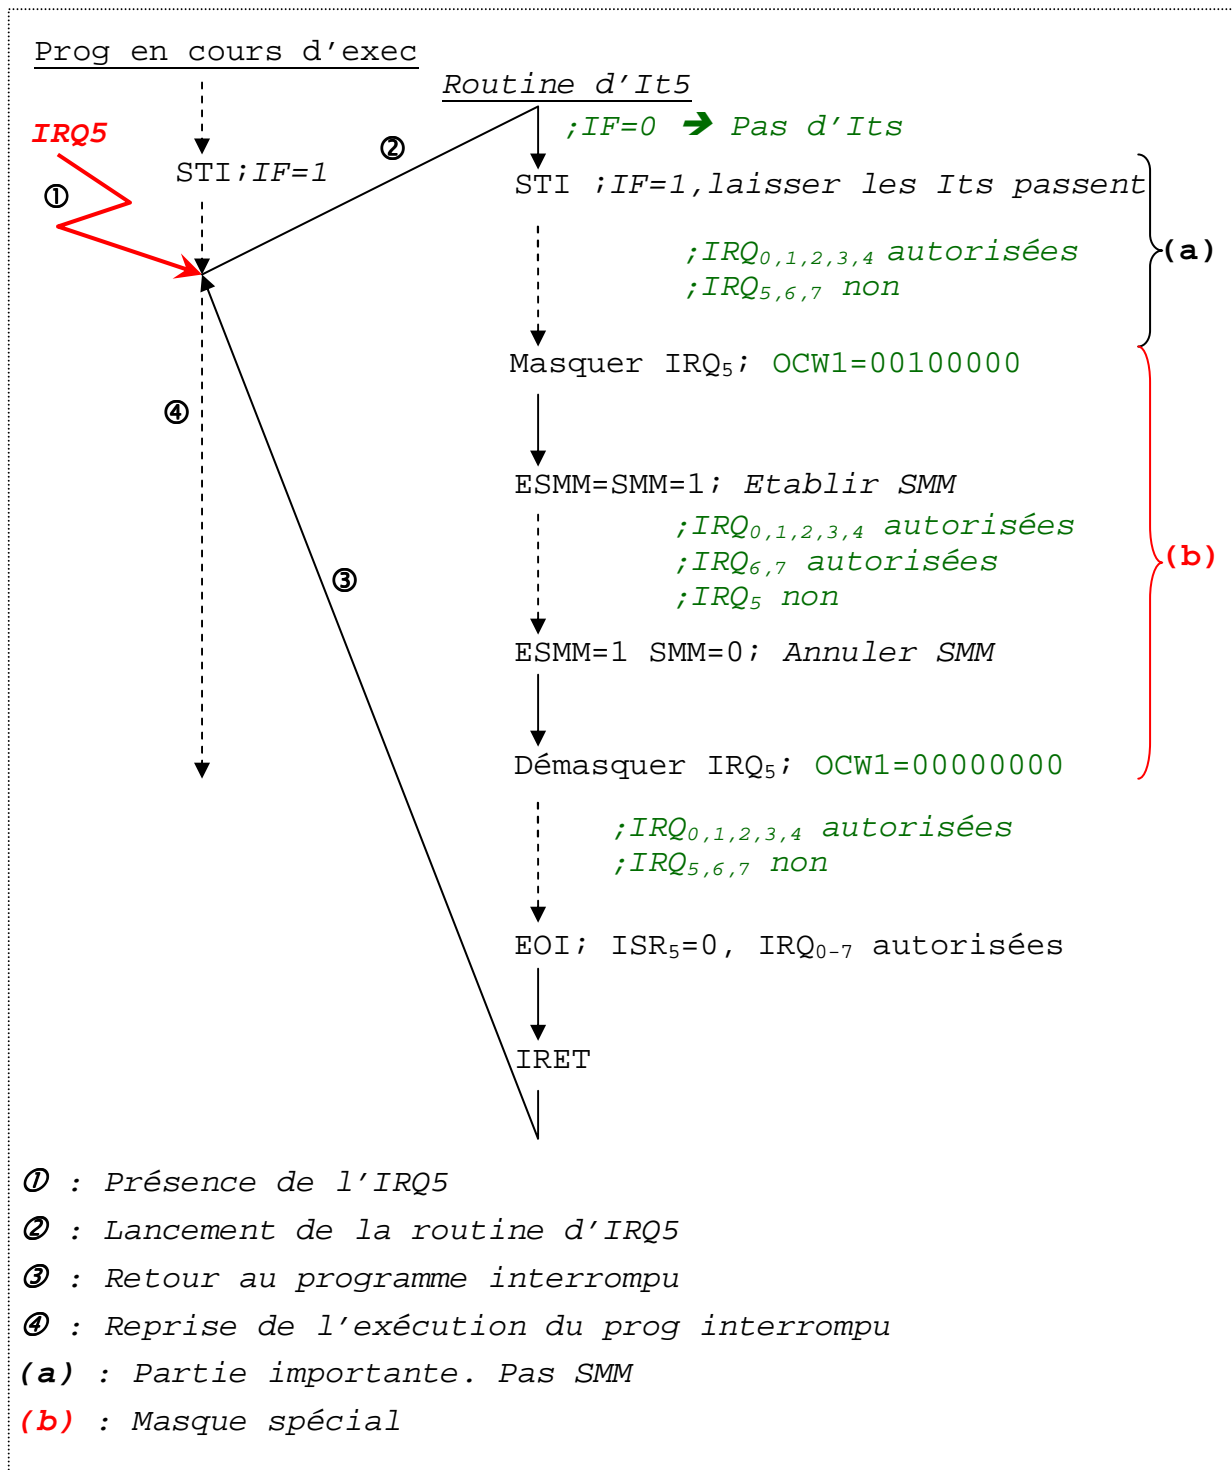 Prog en cours d'exec
Routine d'It5
;IF=0 ➔ Pas d'Its
IRQ5
②
STI;IF=1
STI ;IF=1,laisser les Its passent
①
;IRQ0,1,2,3,4 autorisées
(a)
;IRQ5,6,7 non
Masquer IRQ5; OCW1=00100000
④
ESMM=SMM=1; Etablir SMM
;IRQ0,1,2,3,4 autorisées
;IRQ6,7 autorisées
(b)
③
;IRQ5 non
ESMM=1 SMM=0; Annuler SMM
Démasquer IRQ5; OCW1=00000000
;IRQ0,1,2,3,4 autorisées
;IRQ5,6,7 non
EOI; ISR5=0, IRQ0-7 autorisées
IRET
① : Présence de l'IRQ5
② : Lancement de la routine d'IRQ5
③ : Retour au programme interrompu
④ : Reprise de l'exécution du prog interrompu
(a) : Partie importante. Pas SMM
(b) : Masque spécial